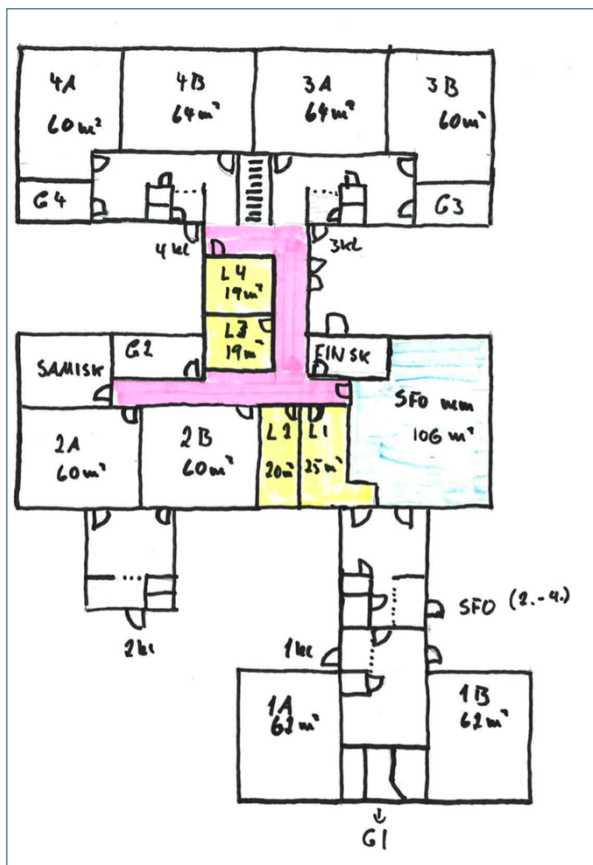 4A
60m²
4B
64m²
3A
64m²
3B
60m²
G4
G3
4kl
3kl
L4
19m²
L3
19m²
G2
SAMISK
FINSK
SFO rom
106 m²
2A
60m²
2B
60m²
L2
20m²
L1
25m²
2kl
SFO (2.-4.)
1kl
1A
62m²
1B
62m²
G1